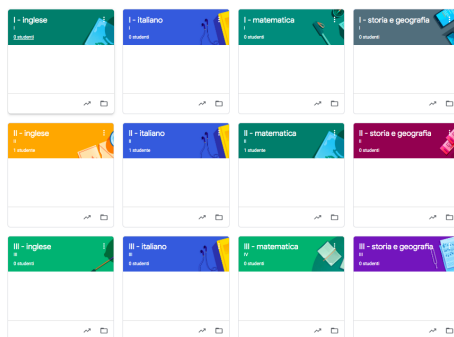 I - inglese
I
0 studenti
I - italiano
I
0 studenti
I - matematica
I
0 studenti
I - storia e geografia
I
0 studenti
II - inglese
II
1 studente
II - italiano
II
1 studente
II - matematica
II
1 studente
II - storia e geografia
II
0 studenti
III - inglese
III
0 studenti
III - italiano
III
0 studenti
III - matematica
IV
0 studenti
III - storia e geografia
III
0 studenti